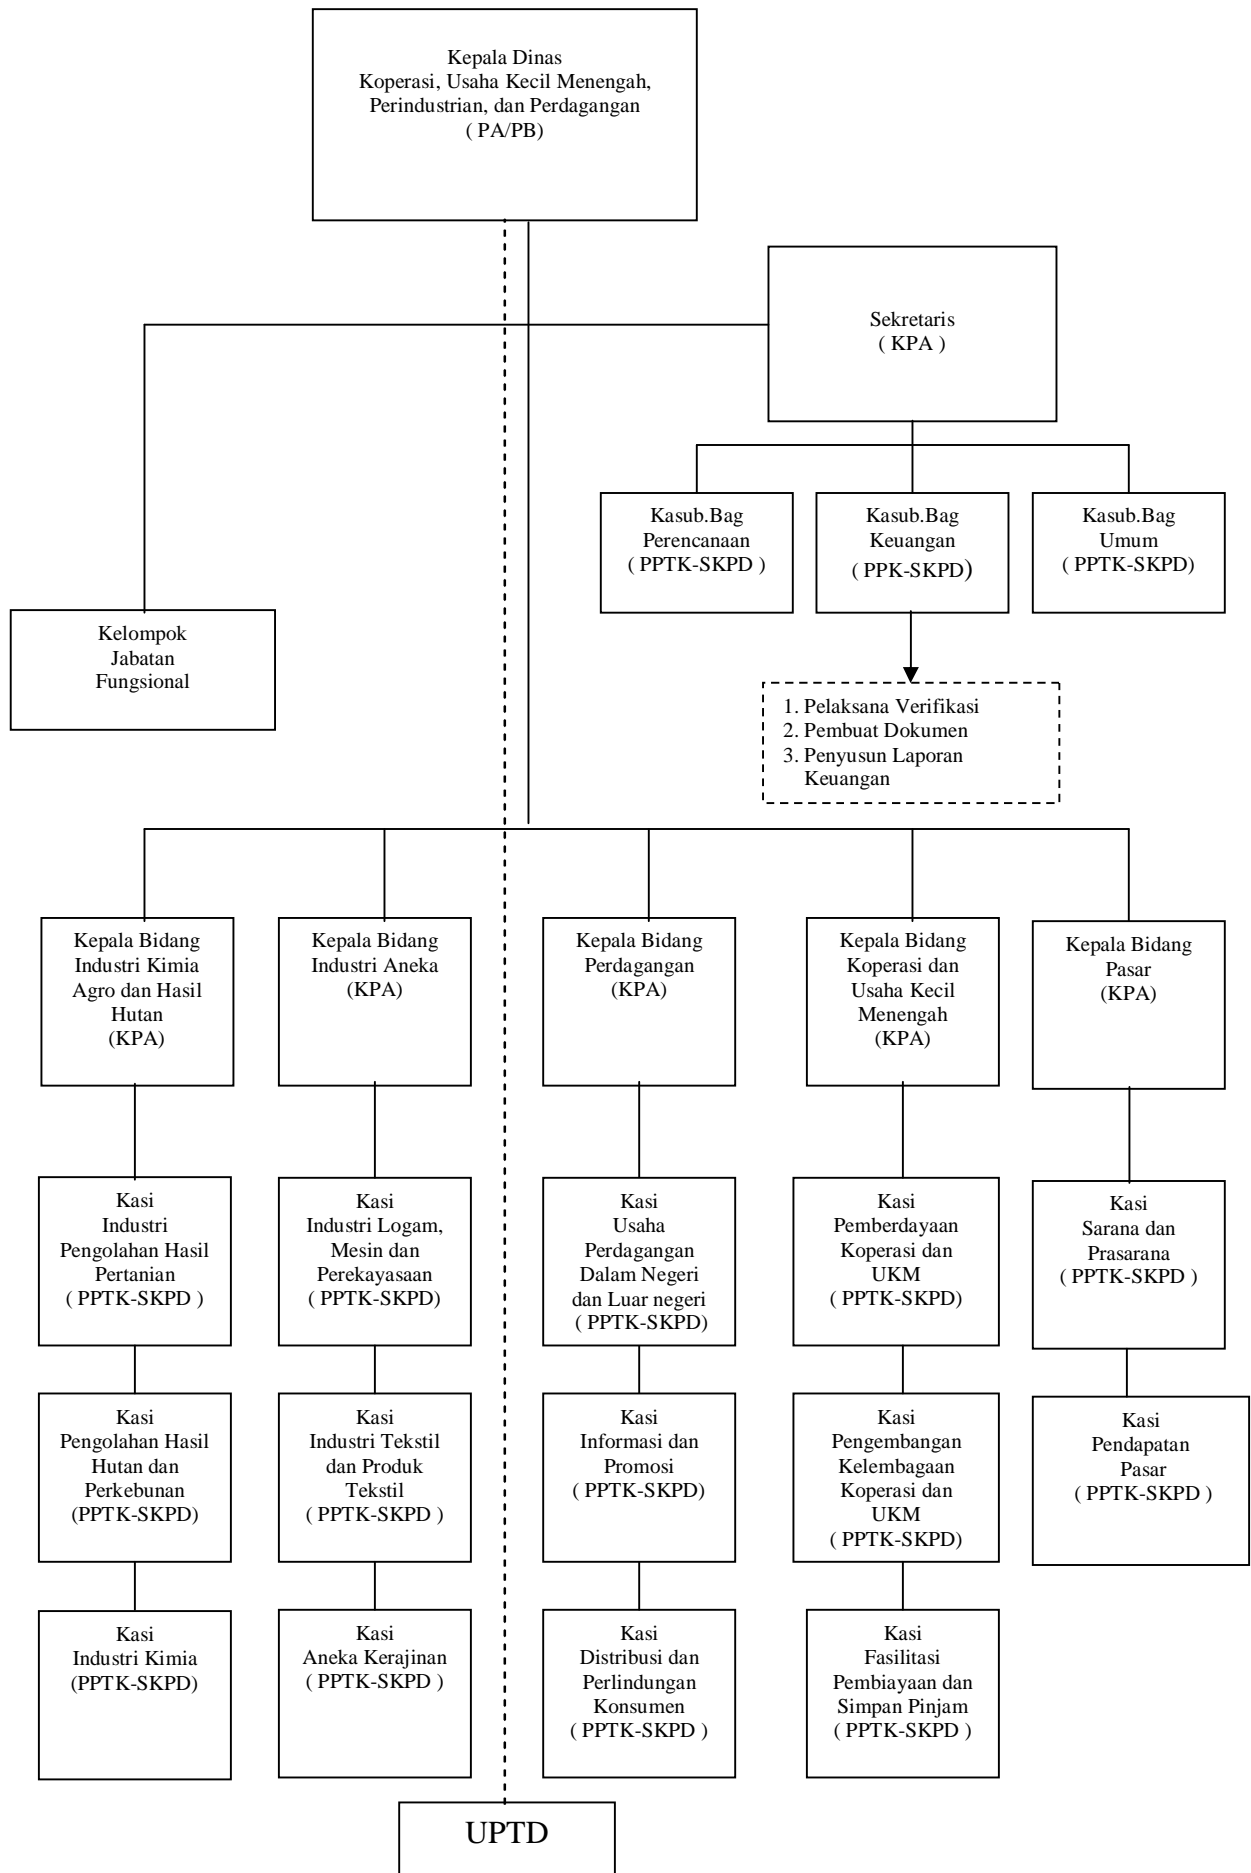 Kepala Dinas
Koperasi, Usaha Kecil Menengah,
Perindustrian, dan Perdagangan
( PA/PB)
Sekretaris
( KPA )
Kasub.Bag
Perencanaan
( PPTK-SKPD )
Kasub.Bag
Keuangan
( PPK-SKPD)
Kasub.Bag
Umum
( PPTK-SKPD)
Kelompok
Jabatan
Fungsional
1. Pelaksana Verifikasi
2. Pembuat Dokumen
3. Penyusun Laporan
Keuangan
Kepala Bidang
Industri Kimia
Agro dan Hasil
Hutan
(KPA)
Kepala Bidang
Industri Aneka
(KPA)
Kepala Bidang
Perdagangan
(KPA)
Kepala Bidang
Koperasi dan
Usaha Kecil
Menengah
(KPA)
Kepala Bidang
Pasar
(KPA)
Kasi
Industri
Pengolahan Hasil
Pertanian
( PPTK-SKPD )
Kasi
Industri Logam,
Mesin dan
Perekayasaan
( PPTK-SKPD)
Kasi
Usaha
Perdagangan
Dalam Negeri
dan Luar negeri
( PPTK-SKPD)
Kasi
Pemberdayaan
Koperasi dan
UKM
( PPTK-SKPD)
Kasi
Sarana dan
Prasarana
( PPTK-SKPD )
Kasi
Pengolahan Hasil
Hutan dan
Perkebunan
(PPTK-SKPD)
Kasi
Industri Tekstil
dan Produk
Tekstil
( PPTK-SKPD )
Kasi
Informasi dan
Promosi
( PPTK-SKPD)
Kasi
Pengembangan
Kelembagaan
Koperasi dan
UKM
( PPTK-SKPD)
Kasi
Pendapatan
Pasar
( PPTK-SKPD )
Kasi
Industri Kimia
(PPTK-SKPD)
Kasi
Aneka Kerajinan
( PPTK-SKPD )
Kasi
Distribusi dan
Perlindungan
Konsumen
( PPTK-SKPD )
Kasi
Fasilitasi
Pembiayaan dan
Simpan Pinjam
( PPTK-SKPD )
UPTD